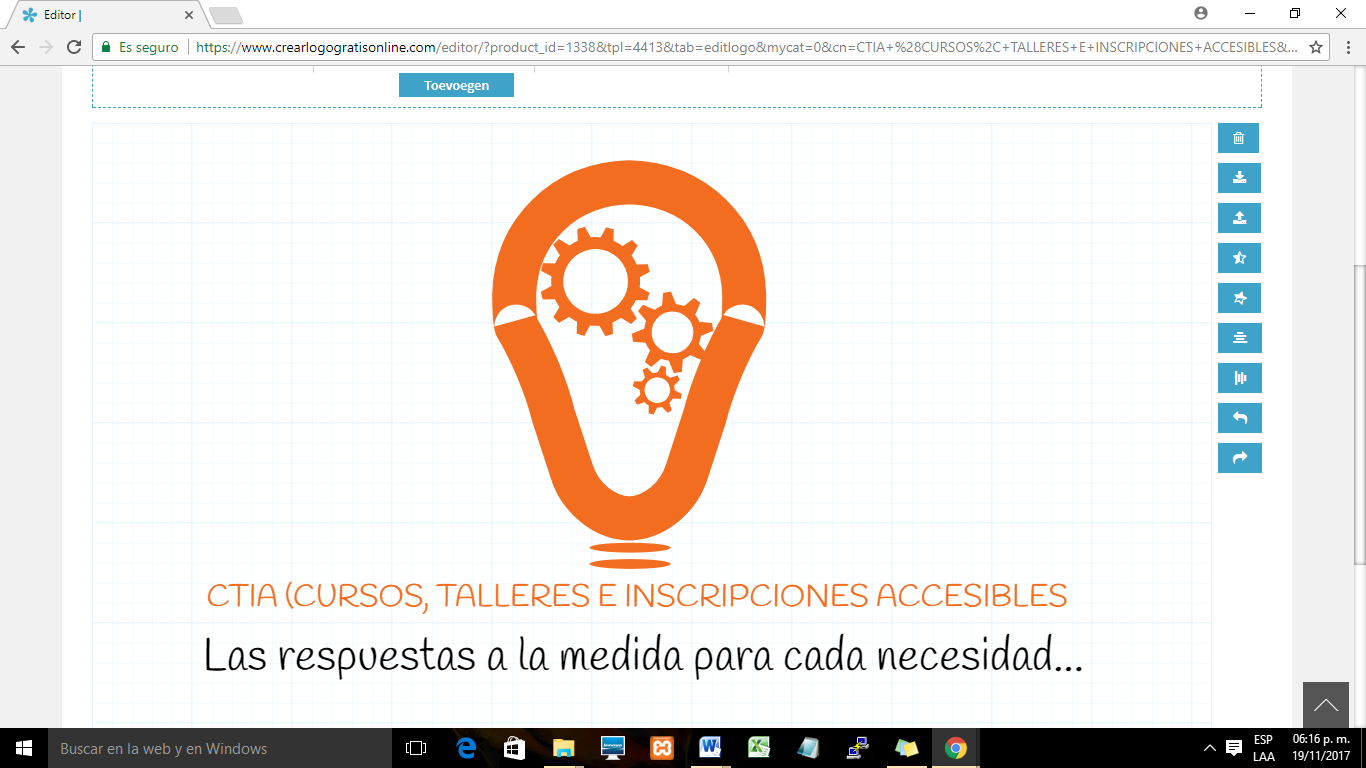 Editor |
Es seguro
https://www.crearlogogratisonline.com/editor/?product_id=1338&tpl=4413&tab=editlogo&mycat=0&cn=CTIA+%28CURSOS%2C+TALLERES+E+INSCRIPCIONES+ACCESIBLES&...
Toevoegen
CTIA (CURSOS, TALLERES E INSCRIPCIONES ACCESIBLES
Las respuestas a la medida para cada necesidad...
Buscar en la web y en Windows
ESP
LAA
06:16 p. m.
19/11/2017